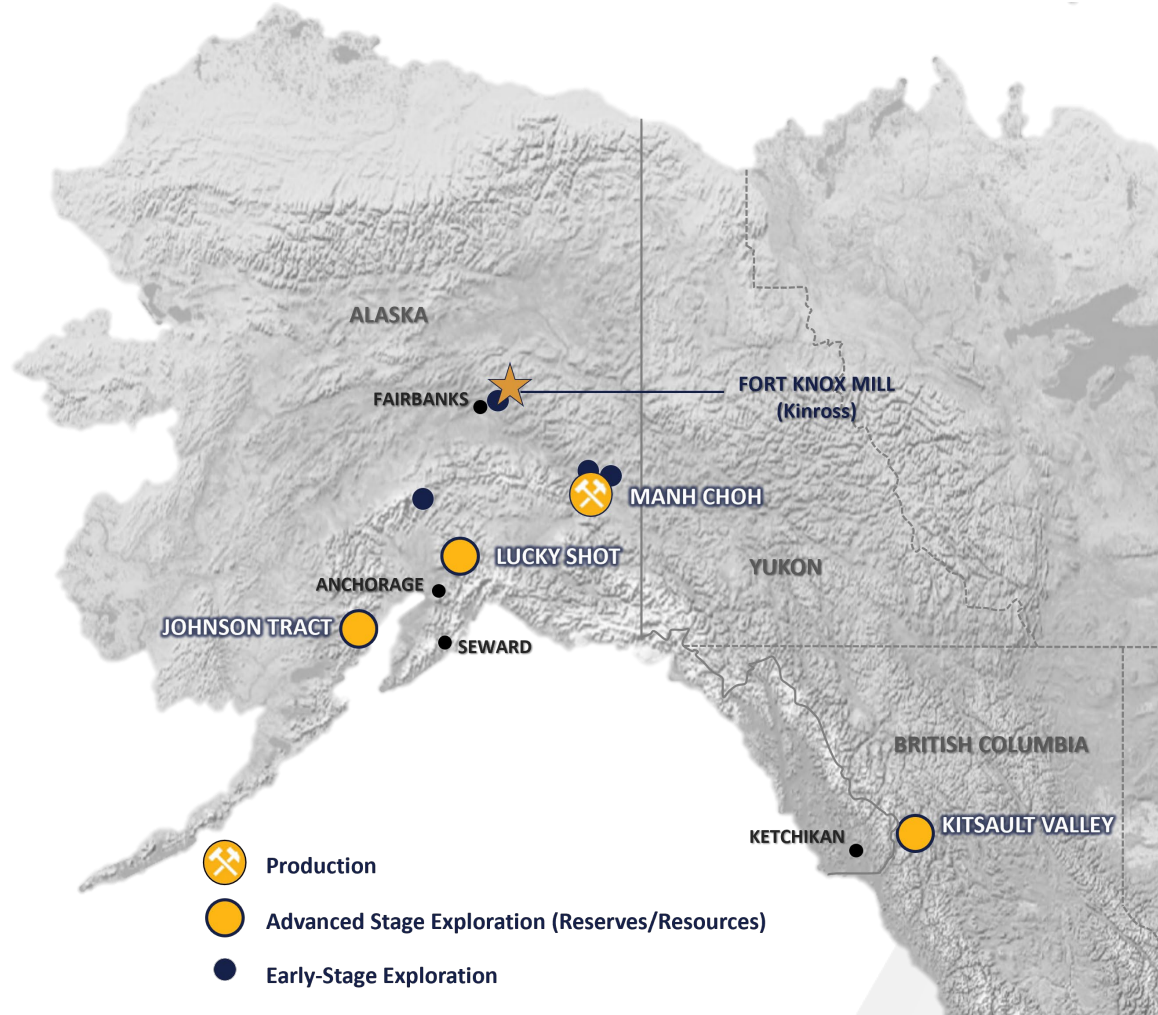 ALASKA
FAIRBANKS
FORT KNOX MILL
(Kinross)
MANH CHOH
LUCKY SHOT
YUKON
ANCHORAGE
JOHNSON TRACT
SEWARD
BRITISH COLUMBIA
KITSAULT VALLEY
KETCHIKAN
Production
Advanced Stage Exploration (Reserves/Resources)
Early-Stage Exploration